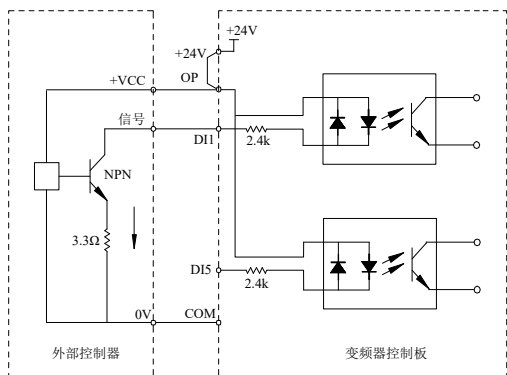 +24V
+24V
+VCC
OP
信号
DI1
2.4k
NPN
3.3Ω
DI5
2.4k
0V
COM
外部控制器
变频器控制板